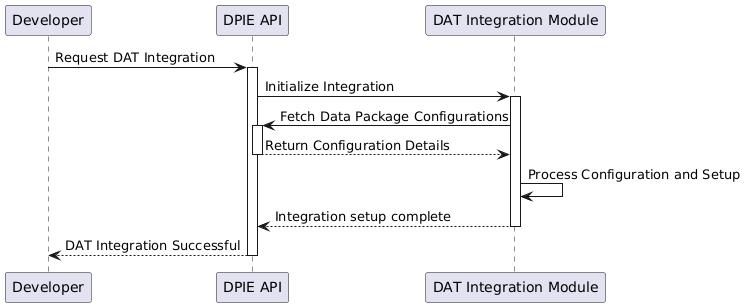 Developer
DPIE API
DAT Integration Module
Request DAT Integration
Initialize Integration
Fetch Data Package Configurations
Return Configuration Details
Process Configuration and Setup
Integration setup complete
DAT Integration Successful
Developer
DPIE API
DAT Integration Module